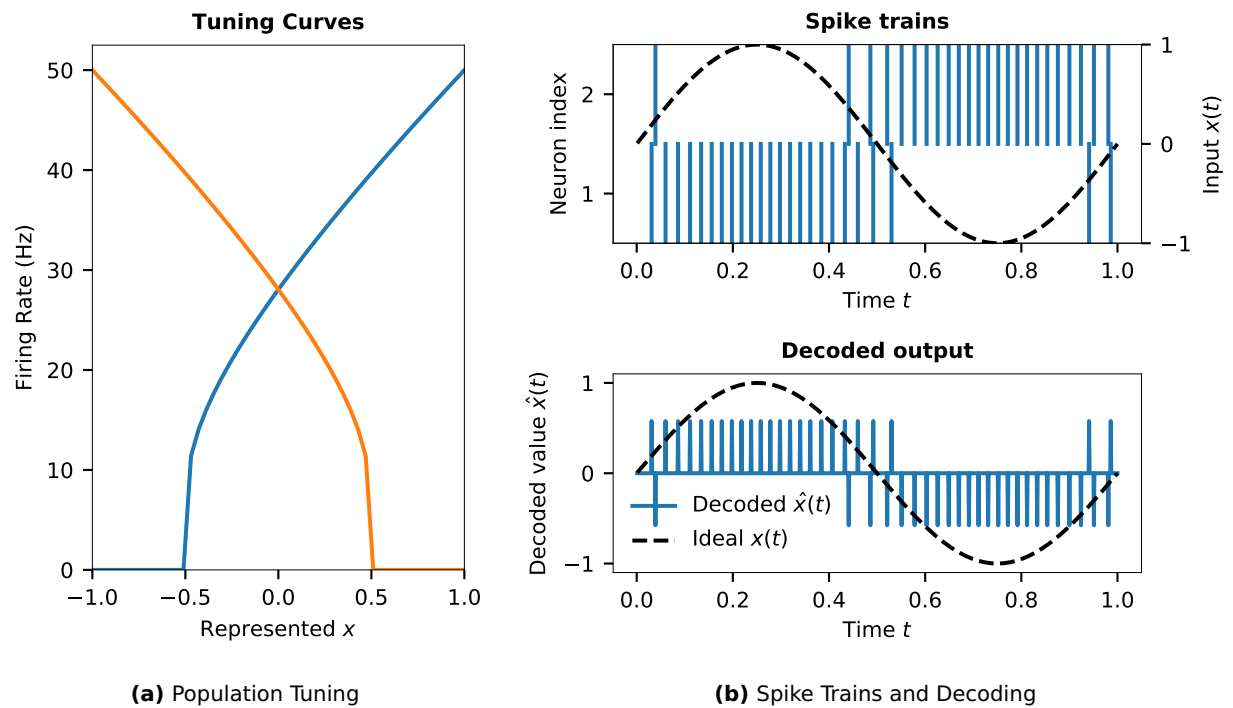 Tuning Curves
Firing Rate (Hz)
50
40
30
20
10
0
−1.0 −0.5 0.0 0.5 1.0
Represented x
(a) Population Tuning
Spike trains
Neuron index
2
1
Input x(t)
1
0
−1
0.0 0.2 0.4 0.6 0.8 1.0
Time t
Decoded output
Decoded value x̂(t)
1
0
−1
Decoded x̂(t)
Ideal x(t)
0.0 0.2 0.4 0.6 0.8 1.0
Time t
(b) Spike Trains and Decoding